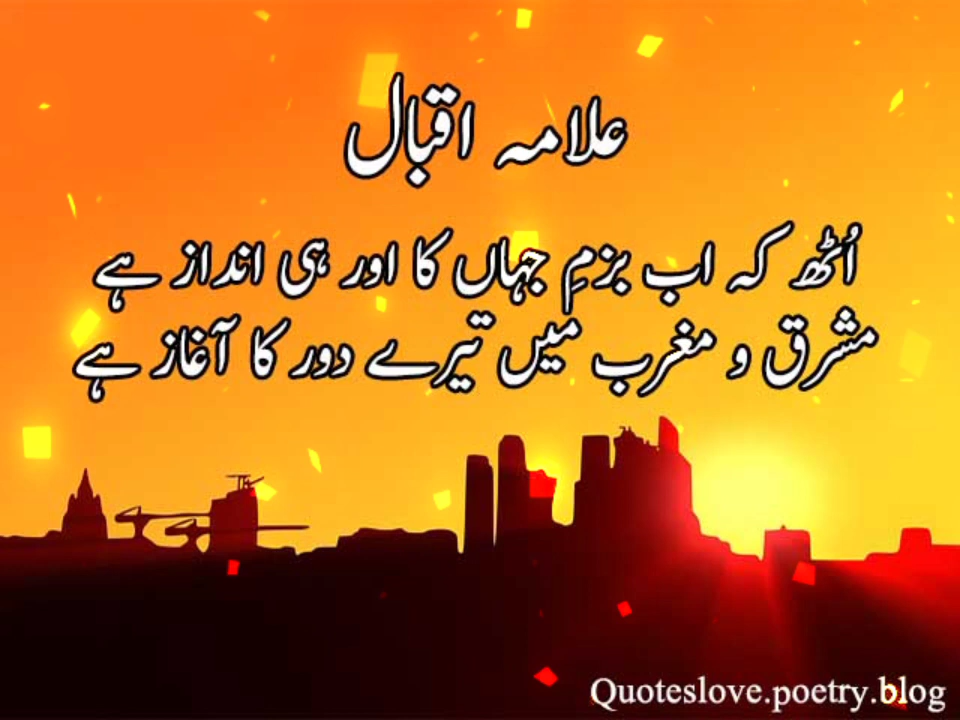 علامہ اقبال
اُٹھ کہ اب بزمِ جہاں کا اور ہی انداز ہے
مشرق و مغرب میں تیرے دور کا آغاز ہے
Quoteslove.poetry.blog